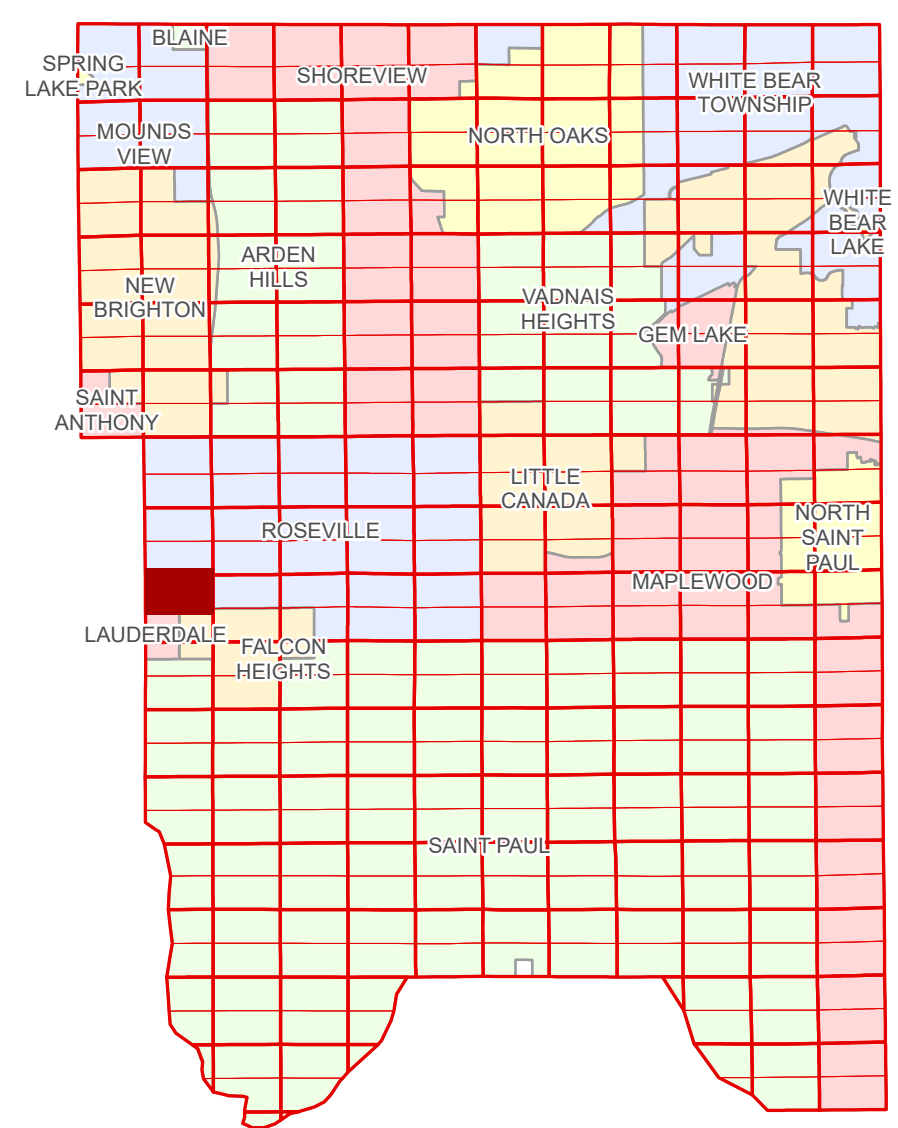 BLAINE
SPRING
LAKE PARK
SHOREVIEW
WHITE BEAR
TOWNSHIP
MOUNDS
VIEW
NORTH OAKS
WHITE
BEAR
LAKE
ARDEN
HILLS
NEW
BRIGHTON
VADNAIS
HEIGHTS
GEM LAKE
SAINT
ANTHONY
LITTLE
CANADA
ROSEVILLE
NORTH
SAINT
PAUL
MAPLEWOOD
LAUDERDALE
FALCON
HEIGHTS
SAINT PAUL